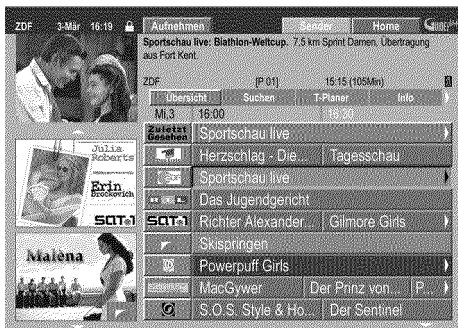 ZDF 3-Mär 16:19
Aufnehmen Sender Home
Sportschau live: Biathlon-Weltcup. 7,5 km Sprint Damen, Übertragung
aus Fort Kent.
ZDF [P 01] 15:15 (105Min)
Übersicht Suchen T-Planer Info
Mi,3 16:00 16:30
Zuletzt
Gesehen
Sportschau live
Herzschlag - Die... Tagesschau
Sportschau live
Das Jugendgericht
SAT.1 Richter Alexander... Gilmore Girls
Skispringen
Powerpuff Girls
MacGywer Der Prinz von... P...
S.O.S. Style & Ho... Der Sentinel
Julia
Roberts
Erin
Brockovich
SAT.1
Malèna